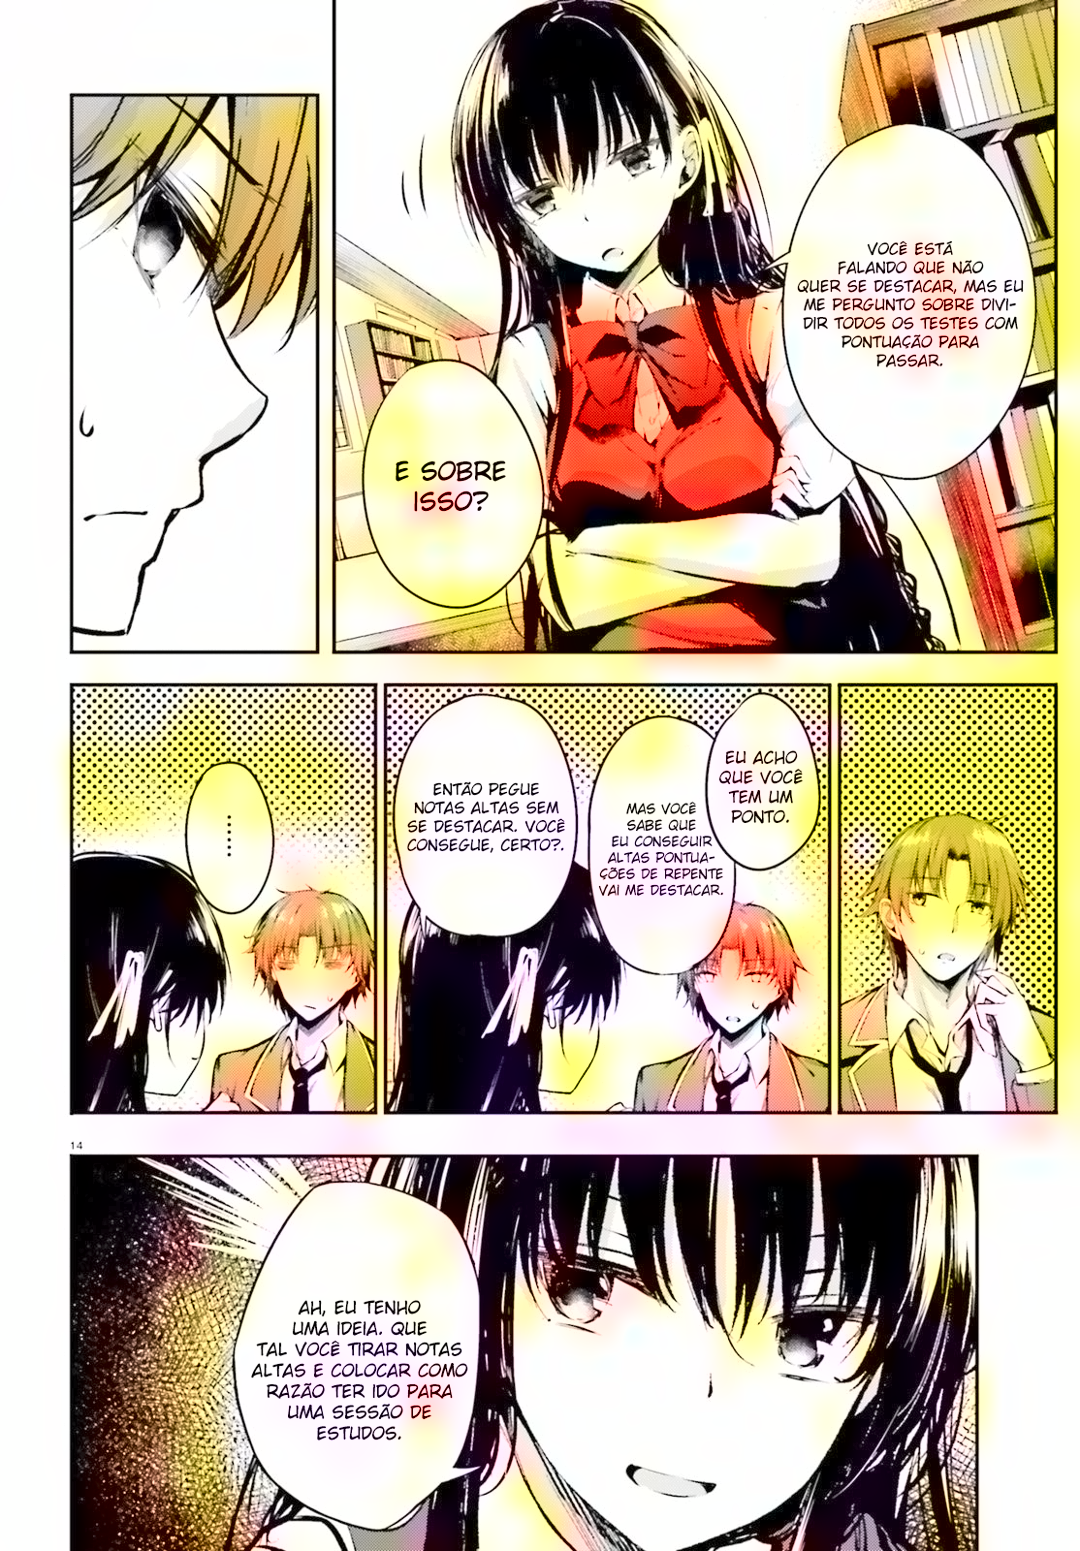 VOCÊ ESTÁ
FALANDO QUE NÃO
QUER SE DESTACAR, MAS EU
ME PERGUNTO SOBRE DIVI-
DIR TODOS OS TESTES COM
PONTUAÇÃO PARA
PASSAR.
E SOBRE
ISSO?
EU ACHO
QUE VOCÊ
TEM UM
PONTO.
MAS VOCÊ
SABE QUE
EU CONSEGUIR
ALTAS PONTUA-
ÇÕES DE REPENTE
VAI ME DESTACAR.
ENTÃO PEGUE
NOTAS ALTAS SEM
SE DESTACAR. VOCÊ
CONSEGUE, CERTO?.
......
14
AH, EU TENHO
UMA IDEIA. QUE
TAL VOCÊ TIRAR NOTAS
ALTAS E COLOCAR COMO
RAZÃO TER IDO PARA
UMA SESSÃO DE
ESTUDOS.